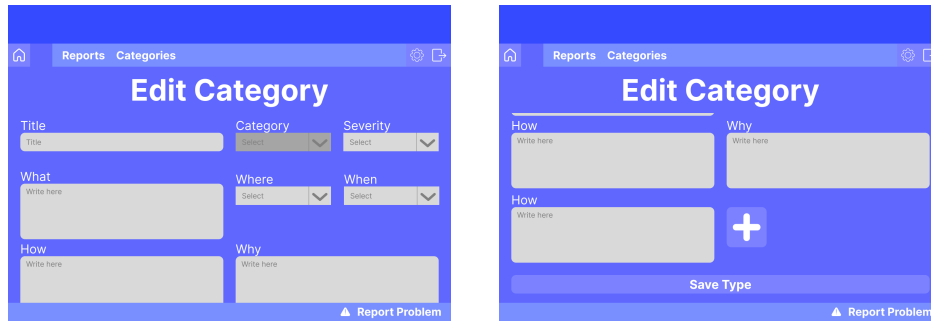 Reports Categories
Edit Category
Title
Category
Severity
Title
Select
Select
What
Where
When
Write here
Select
Select
How
Why
Write here
Write here
Report Problem
Reports Categories
Edit Category
How
Why
Write here
Write here
How
Write here
Save Type
Report Problem